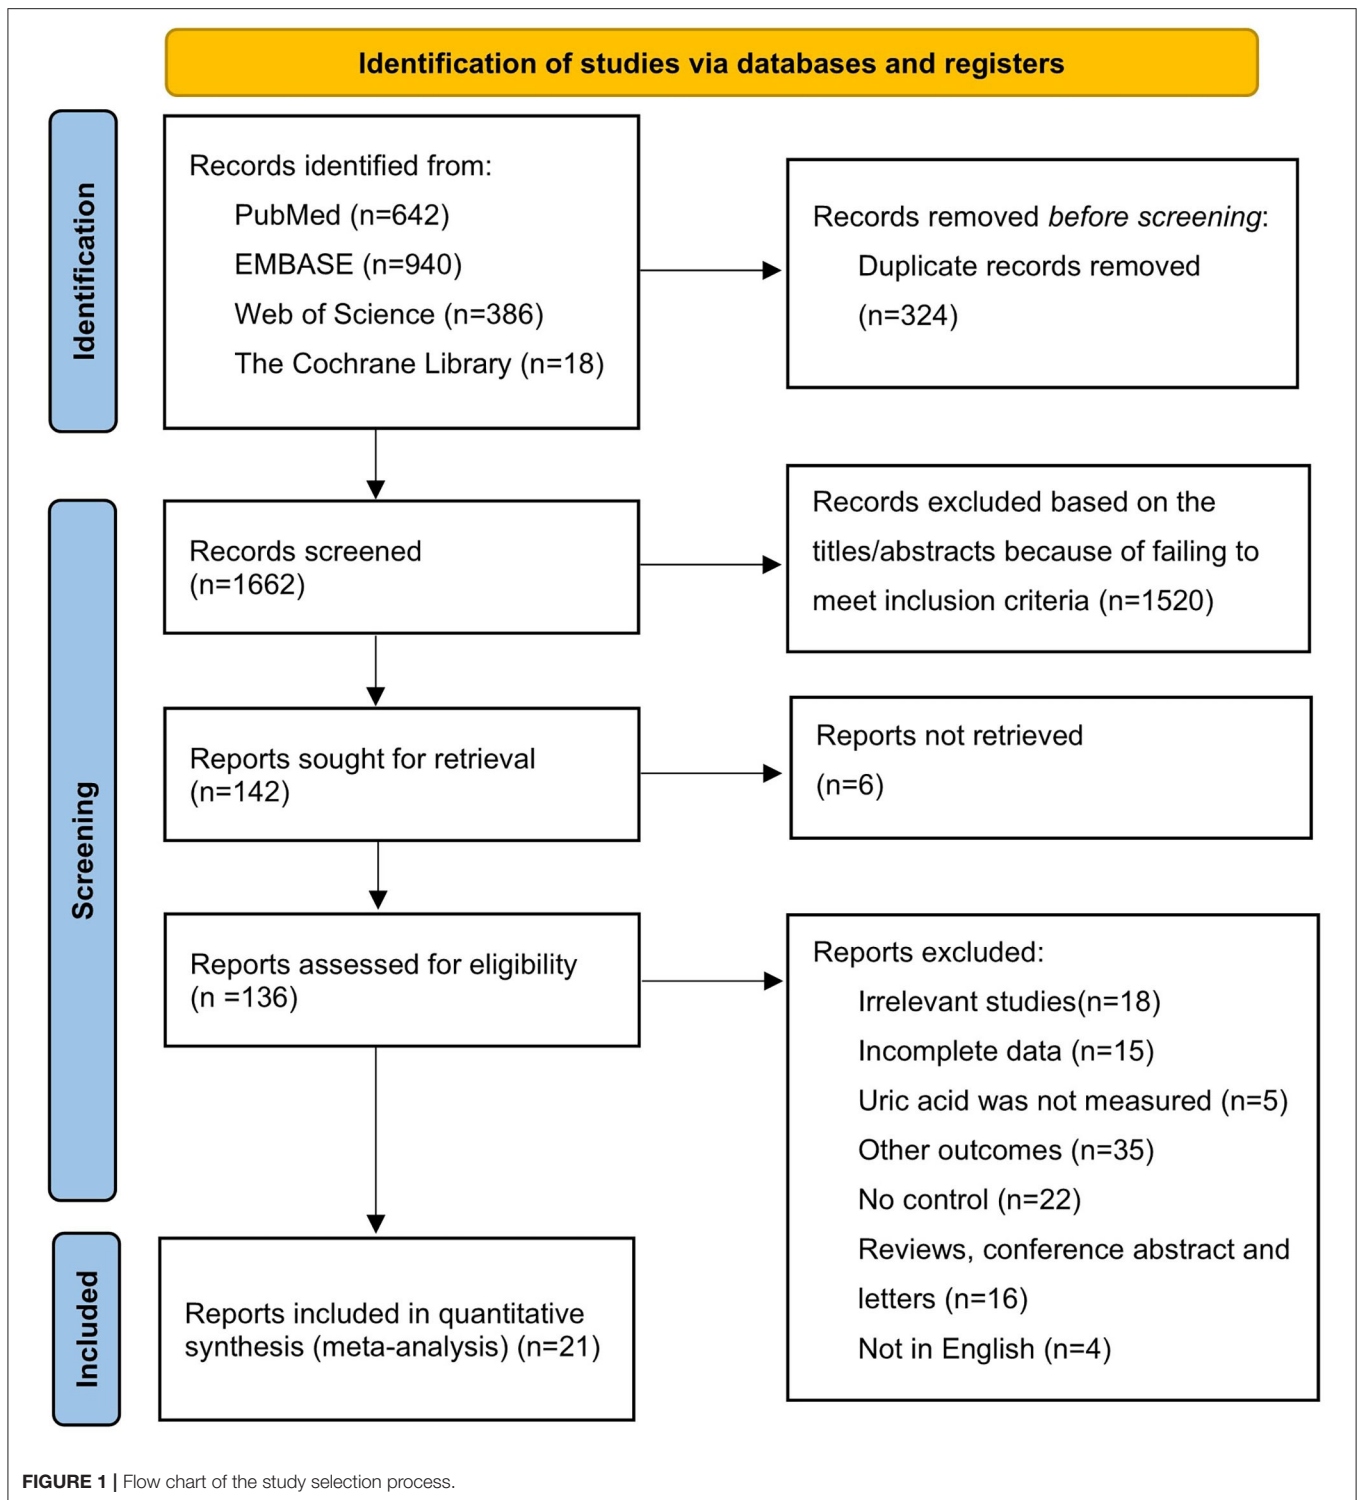 Identification of studies via databases and registers
Identification
Records identified from:
PubMed (n=642)
EMBASE (n=940)
Web of Science (n=386)
The Cochrane Library (n=18)
Records removed before screening:
Duplicate records removed
(n=324)
Screening
Records screened
(n=1662)
Records excluded based on the
titles/abstracts because of failing to
meet inclusion criteria (n=1520)
Reports sought for retrieval
(n=142)
Reports not retrieved
(n=6)
Reports assessed for eligibility
(n =136)
Reports excluded:
Irrelevant studies(n=18)
Incomplete data (n=15)
Uric acid was not measured (n=5)
Other outcomes (n=35)
No control (n=22)
Reviews, conference abstract and
letters (n=16)
Not in English (n=4)
Included
Reports included in quantitative
synthesis (meta-analysis) (n=21)
FIGURE 1 | Flow chart of the study selection process.